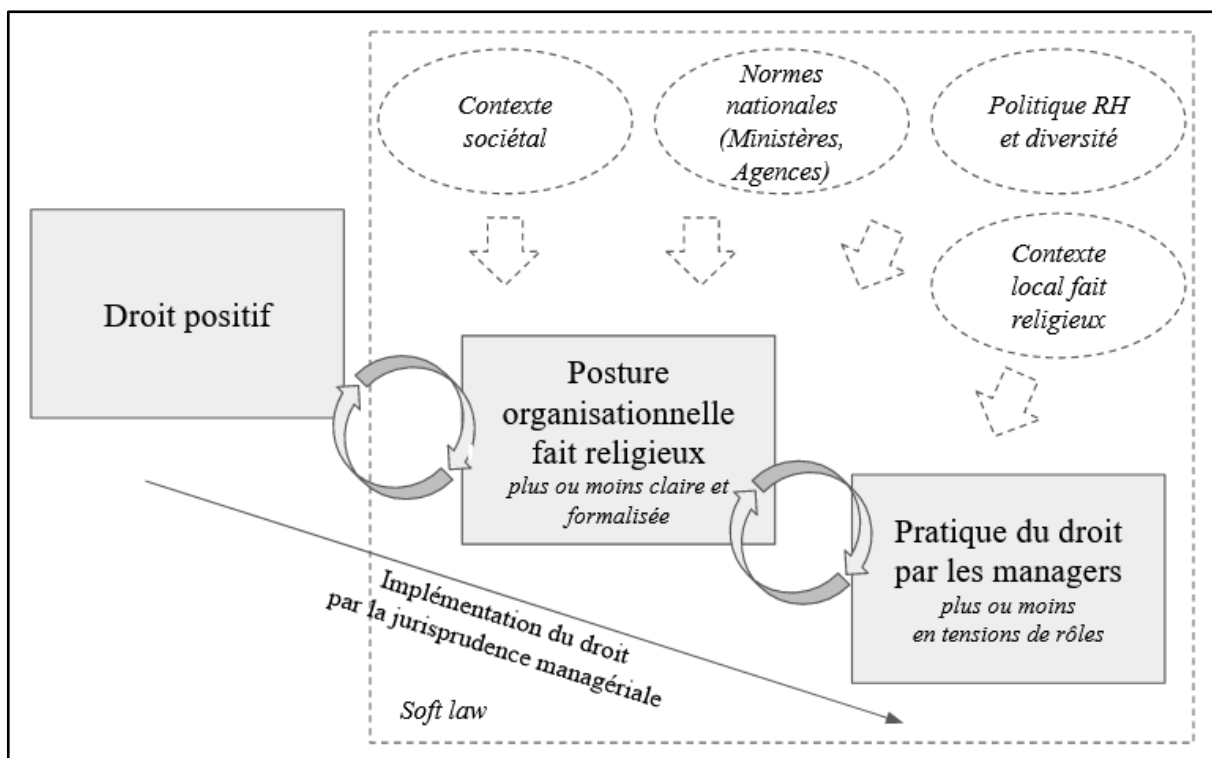 Contexte
sociétal
Normes
nationales
(Ministères,
Agences)
Politique RH
et diversité
Contexte
local fait
religieux
Droit positif
Posture
organisationnelle
fait religieux
plus ou moins claire et
formalisée
Pratique du droit
par les managers
plus ou moins
en tensions de rôles
Implémentation du droit
par la jurisprudence managériale
Soft law